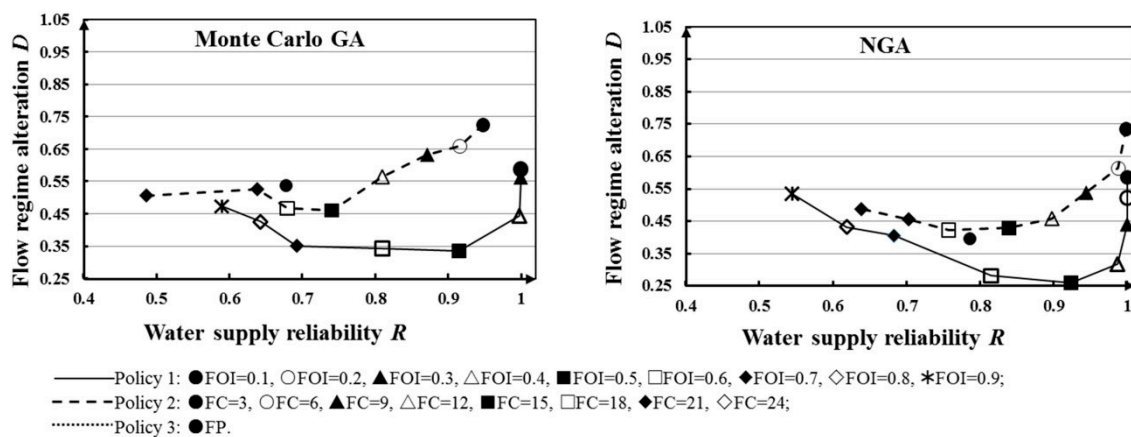 Monte Carlo GA
Flow regime alteration D
1.05
0.95
0.85
0.75
0.65
0.55
0.45
0.35
0.25
0.4 0.5 0.6 0.7 0.8 0.9 1
Water supply reliability R
NGA
Flow regime alteration D
1.05
0.95
0.85
0.75
0.65
0.55
0.45
0.35
0.25
0.4 0.5 0.6 0.7 0.8 0.9 1
Water supply reliability R
Policy 1: ●FOI=0.1, ○FOI=0.2, ▲FOI=0.3, △FOI=0.4, ■FOI=0.5, □FOI=0.6, ◆FOI=0.7, ◇FOI=0.8, ✱FOI=0.9;
Policy 2: ●FC=3, ○FC=6, ▲FC=9, △FC=12, ■FC=15, □FC=18, ◆FC=21, ◇FC=24;
Policy 3: ●FP.